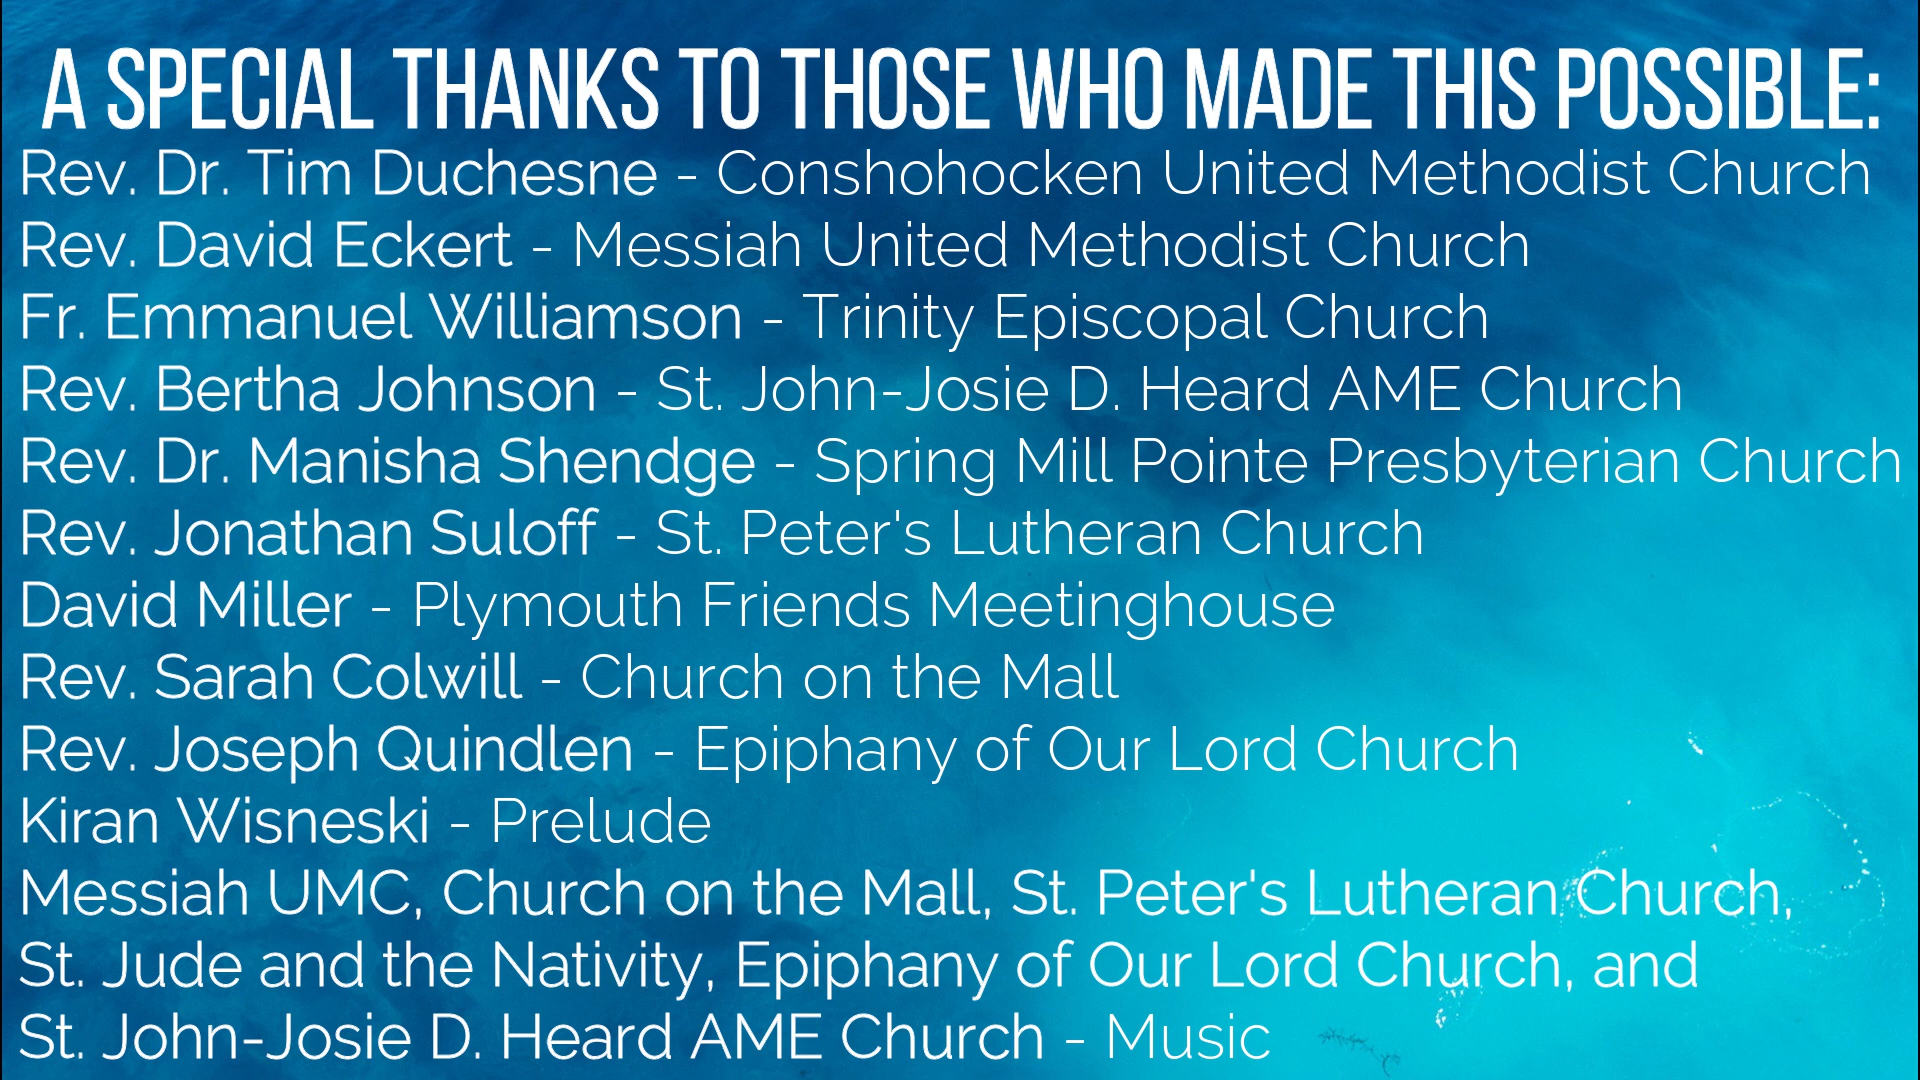 A SPECIAL THANKS TO THOSE WHO MADE THIS POSSIBLE:
Rev. Dr. Tim Duchesne - Conshohocken United Methodist Church
Rev. David Eckert - Messiah United Methodist Church
Fr. Emmanuel Williamson - Trinity Episcopal Church
Rev. Bertha Johnson - St. John-Josie D. Heard AME Church
Rev. Dr. Manisha Shendge - Spring Mill Pointe Presbyterian Church
Rev. Jonathan Suloff - St. Peter's Lutheran Church
David Miller - Plymouth Friends Meetinghouse
Rev. Sarah Colwill - Church on the Mall
Rev. Joseph Quindlen - Epiphany of Our Lord Church
Kiran Wisneski - Prelude
Messiah UMC, Church on the Mall, St. Peter's Lutheran Church,
St. Jude and the Nativity, Epiphany of Our Lord Church, and
St. John-Josie D. Heard AME Church - Music